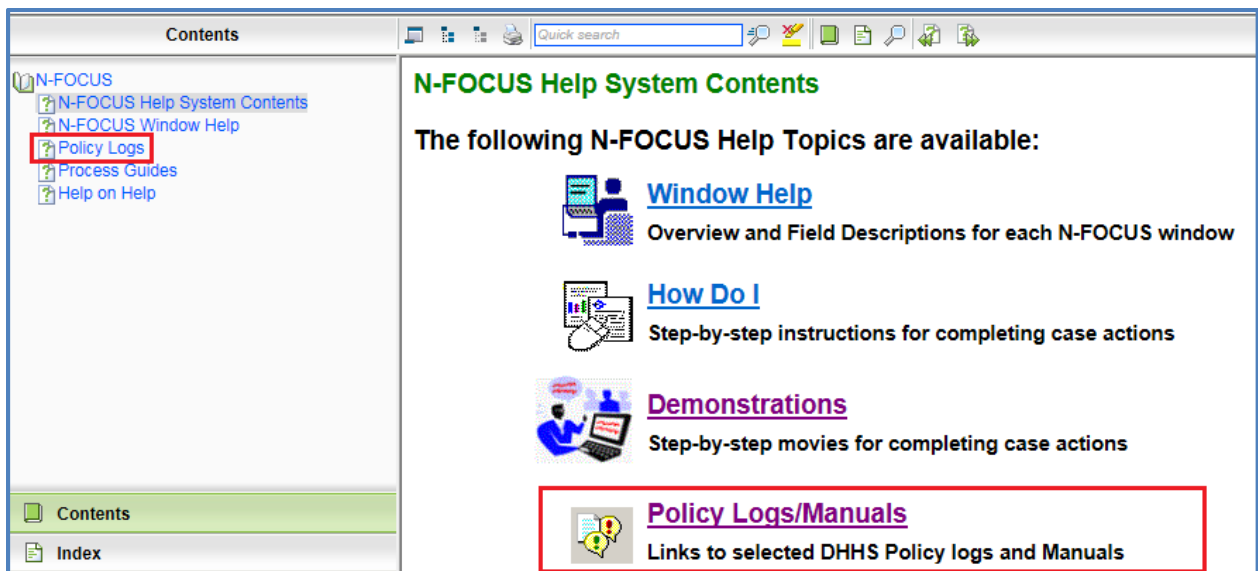 Contents
Quick search
N-FOCUS
N-FOCUS Help System Contents
N-FOCUS Window Help
Policy Logs
Process Guides
Help on Help
Contents
Index
N-FOCUS Help System Contents
The following N-FOCUS Help Topics are available:
Window Help
Overview and Field Descriptions for each N-FOCUS window
How Do I
Step-by-step instructions for completing case actions
Demonstrations
Step-by-step movies for completing case actions
Policy Logs/Manuals
Links to selected DHHS Policy logs and Manuals